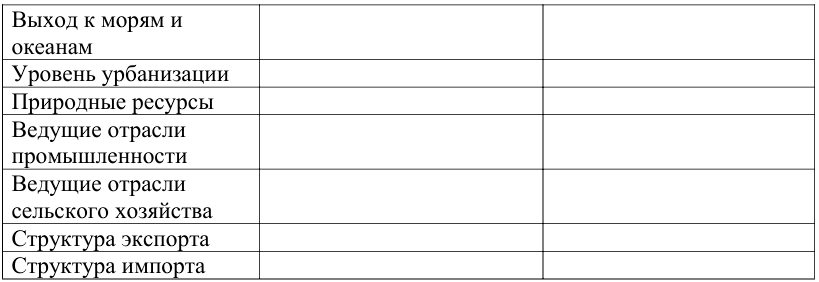 Выход к морям и
океанам
Уровень урбанизации
Природные ресурсы
Ведущие отрасли
промышленности
Ведущие отрасли
сельского хозяйства
Структура экспорта
Структура импорта